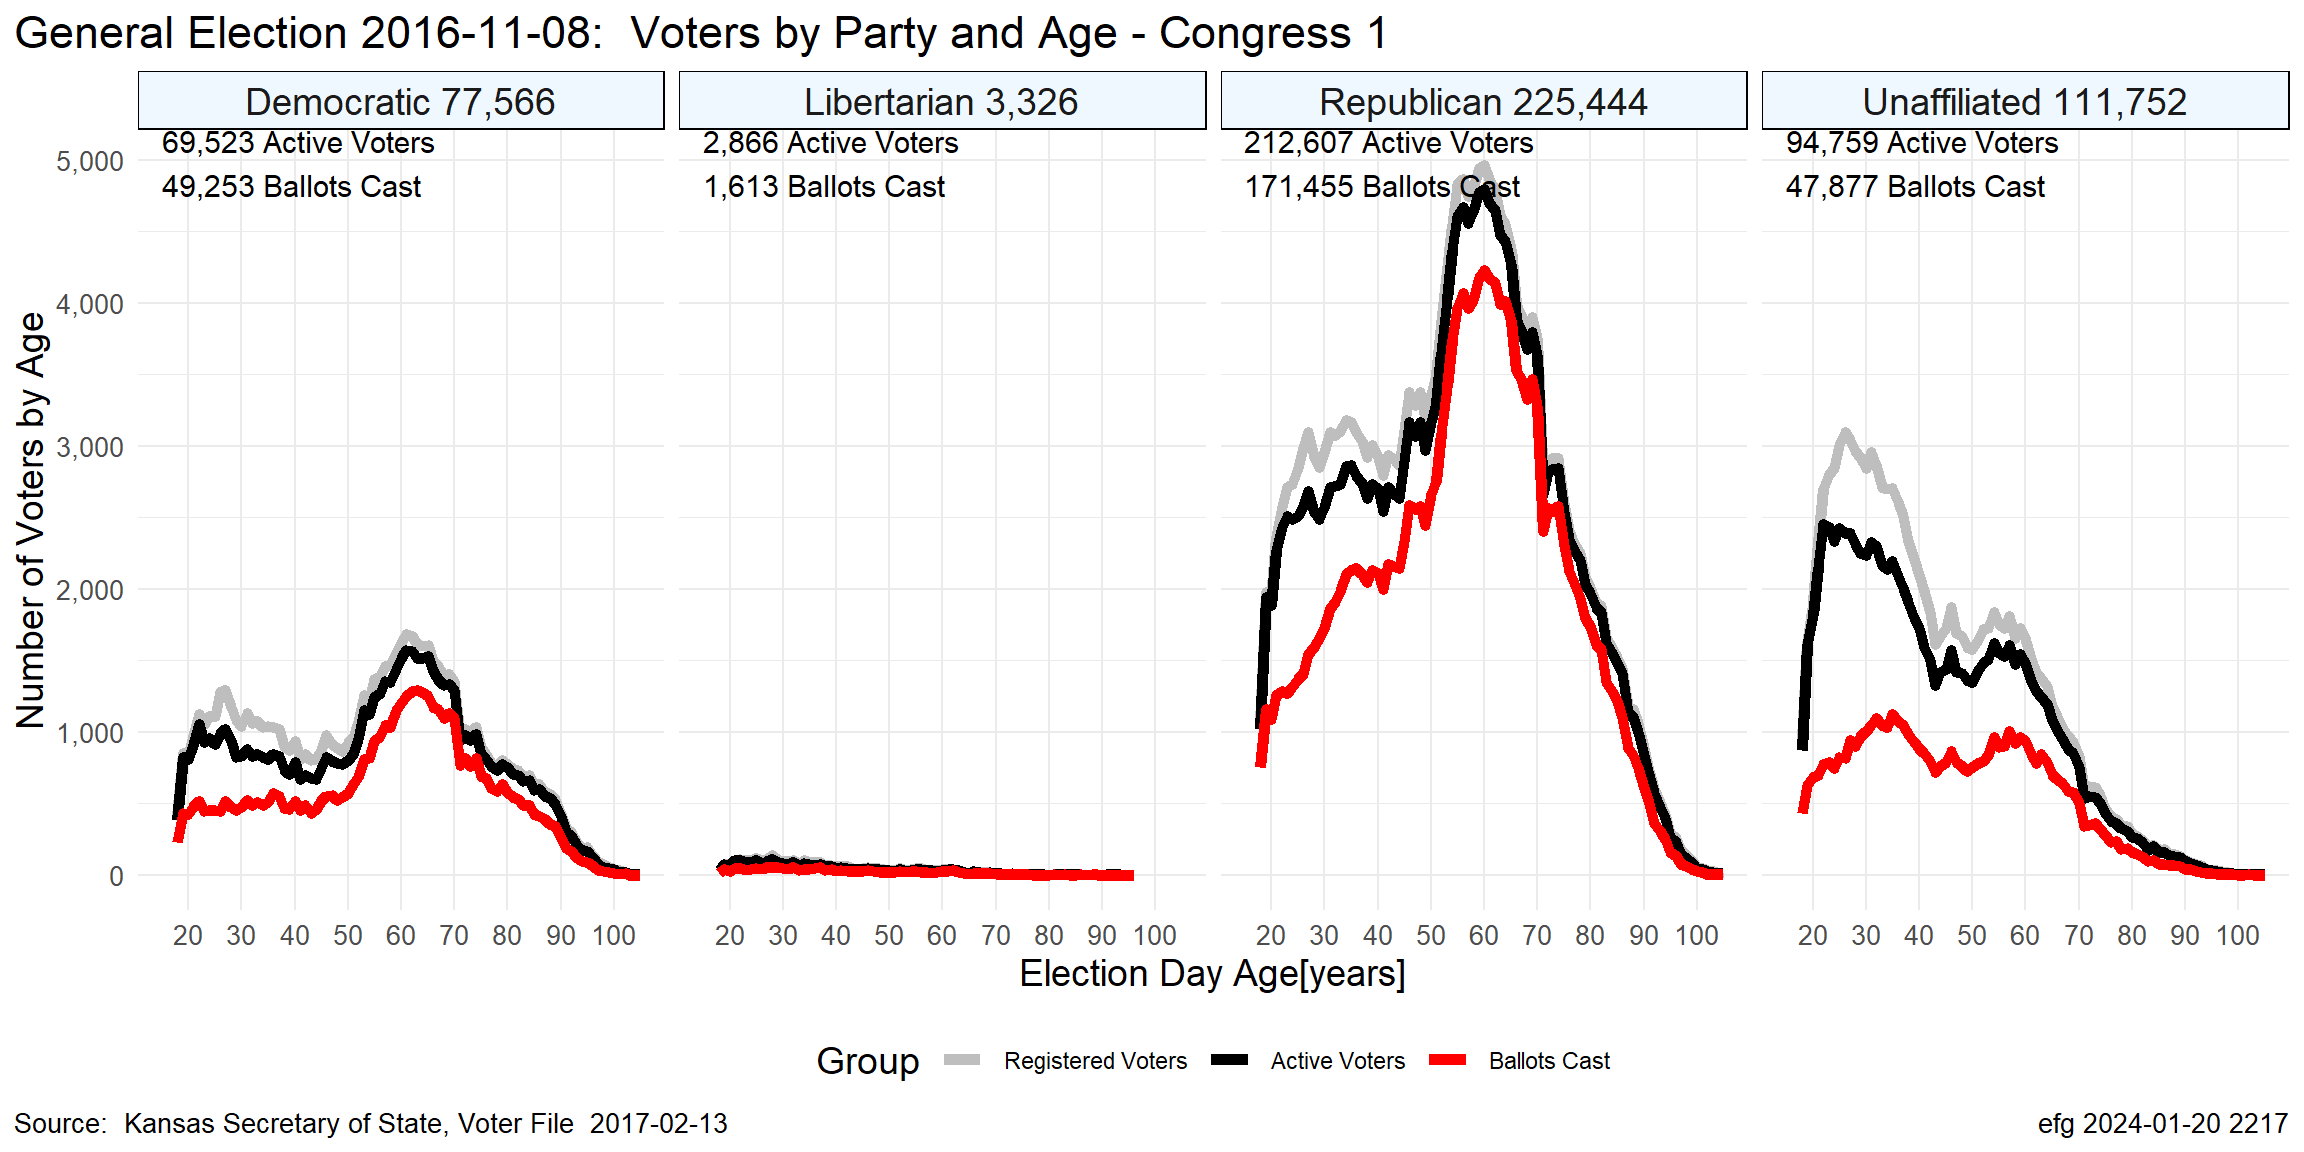 General Election 2016-11-08:  Voters by Party and Age - Congress 1
Democratic 77,566
Libertarian 3,326
Republican 225,444
Unaffiliated 111,752
69,523 Active Voters
49,253 Ballots Cast
2,866 Active Voters
1,613 Ballots Cast
212,607 Active Voters
171,455 Ballots Cast
94,759 Active Voters
47,877 Ballots Cast
Number of Voters by Age
5,000
4,000
3,000
2,000
1,000
0
20 30 40 50 60 70 80 90 100
20 30 40 50 60 70 80 90 100
20 30 40 50 60 70 80 90 100
20 30 40 50 60 70 80 90 100
Election Day Age[years]
Group Registered Voters Active Voters Ballots Cast
Source:  Kansas Secretary of State, Voter File  2017-02-13
efg 2024-01-20 2217